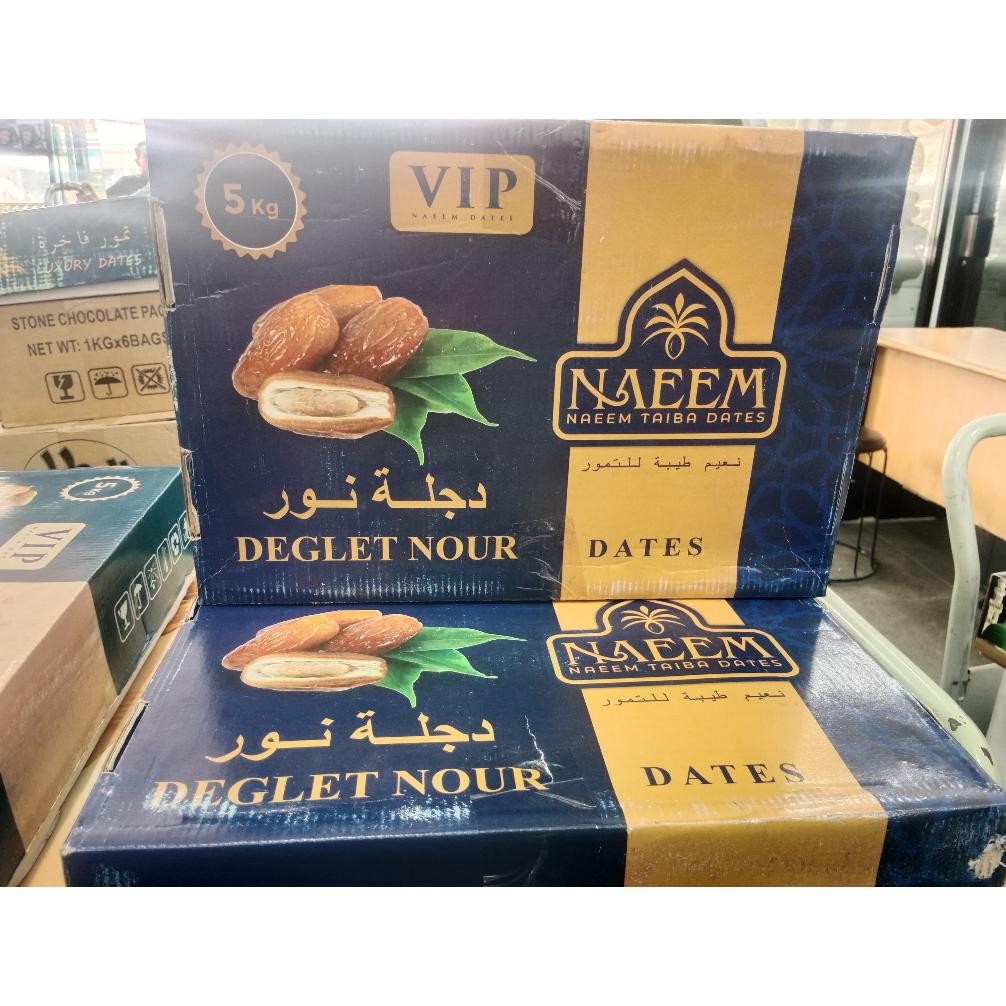 5 Kg
VIP
NAEEM DATES
NAEEM
NAEEM TAIBA DATES
نعيم طيبة للتمور
دجلة نور
DEGLET NOUR
DATES
NAEEM
NAEEM TAIBA DATES
نعيم طيبة للتمور
دجلة نور
DEGLET NOUR
DATES
تمور فاخرة
LUXURY DATES
STONE CHOCOLATE PAC
NET WT: 1KGx6BAGS
VIP